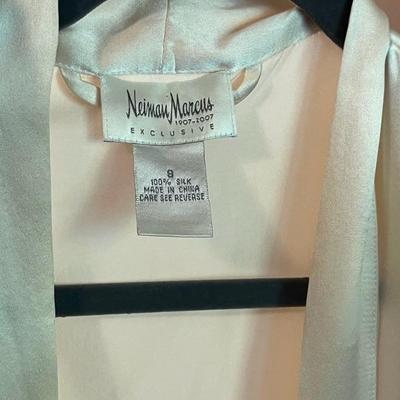 Neiman Marcus
1907-2007
EXCLUSIVE
8
100% SILK
MADE IN CHINA
CARE SEE REVERSE